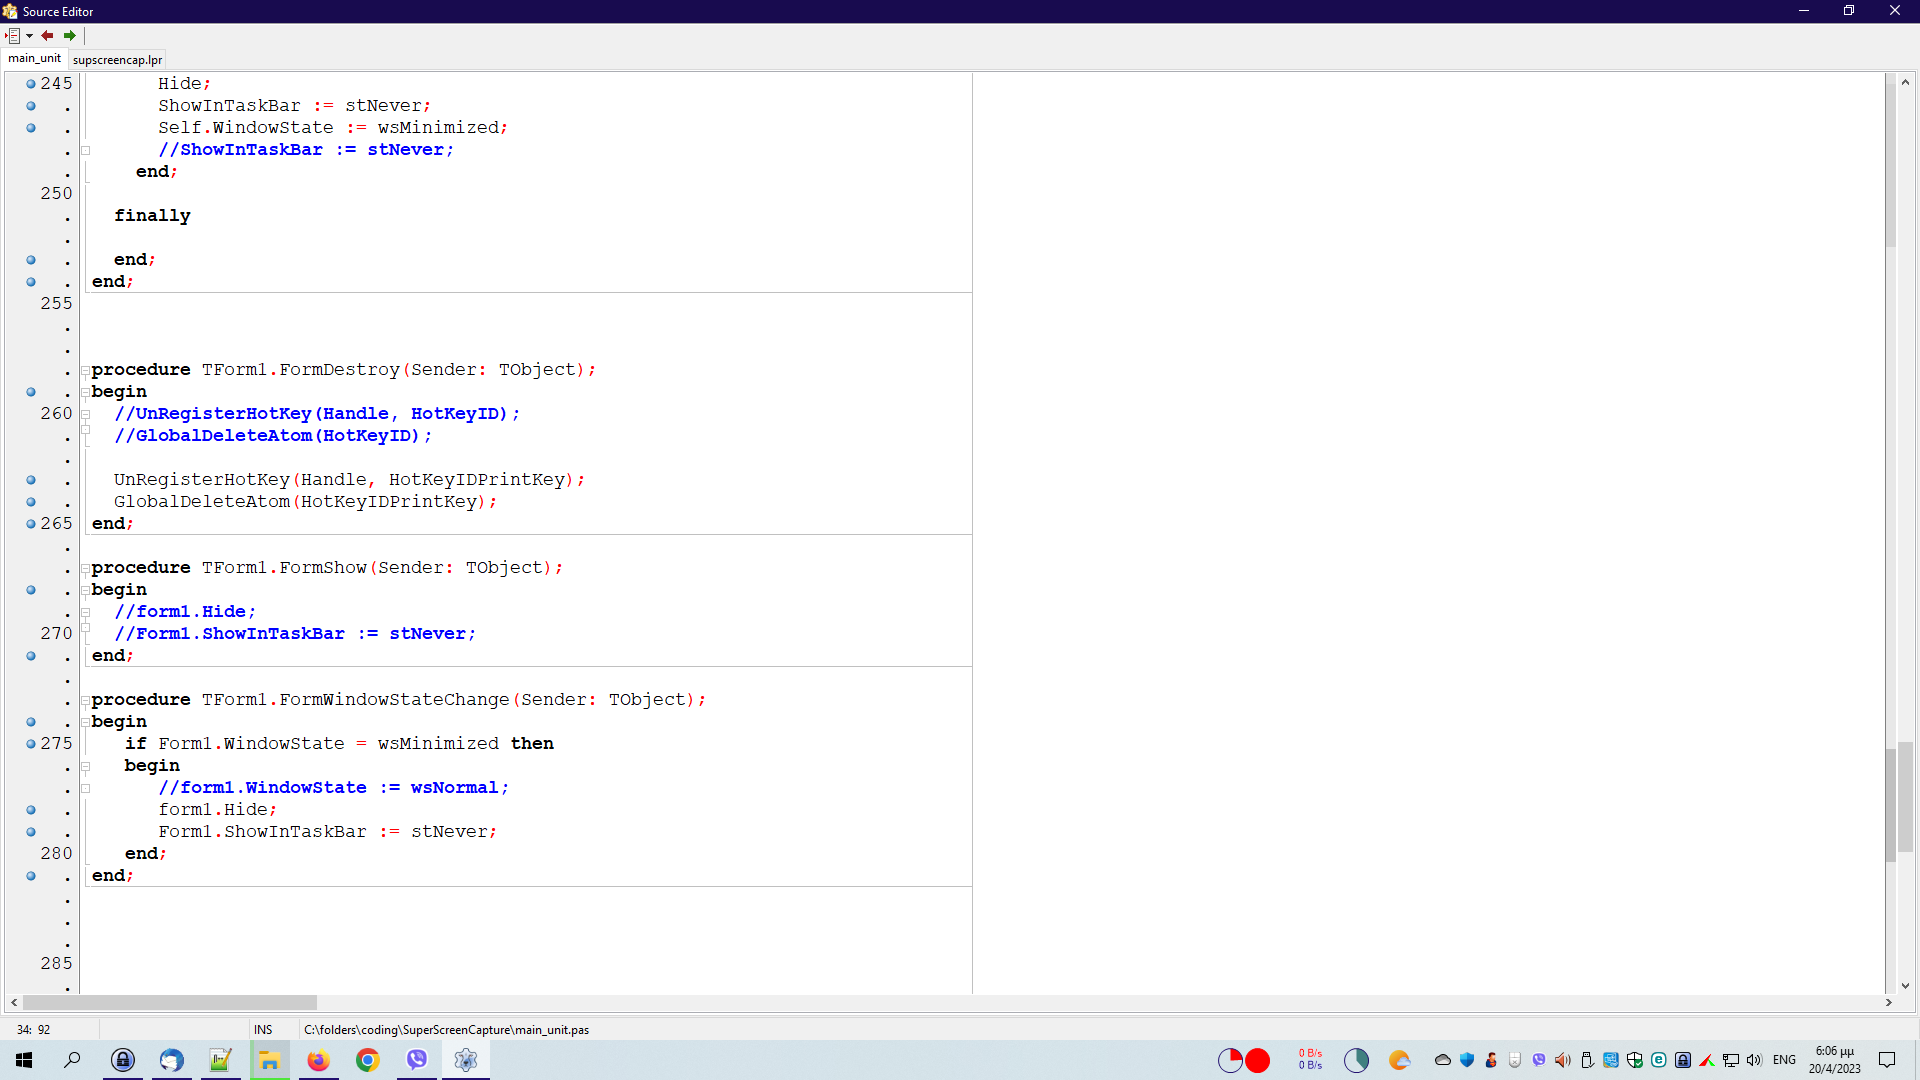 Source Editor
main_unit supscreencap.lpr
245 Hide;
. ShowInTaskBar := stNever;
. Self.WindowState := wsMinimized;
. //ShowInTaskBar := stNever;
. end;
250
. finally
.
. end;
. end;
255
.
.
. procedure TForm1.FormDestroy(Sender: TObject);
. begin
260 //UnRegisterHotKey(Handle, HotKeyID);
. //GlobalDeleteAtom(HotKeyID);
.
. UnRegisterHotKey(Handle, HotKeyIDPrintKey);
. GlobalDeleteAtom(HotKeyIDPrintKey);
265 end;
.
. procedure TForm1.FormShow(Sender: TObject);
. begin
. //form1.Hide;
270 //Form1.ShowInTaskBar := stNever;
. end;
.
. procedure TForm1.FormWindowStateChange(Sender: TObject);
. begin
275 if Form1.WindowState = wsMinimized then
. begin
. //form1.WindowState := wsNormal;
. form1.Hide;
. Form1.ShowInTaskBar := stNever;
280 end;
. end;
.
.
.
285
.
34: 92 INS C:\folders\coding\SuperScreenCapture\main_unit.pas
0 B/s
0 B/s
ENG
6:06 μμ
20/4/2023